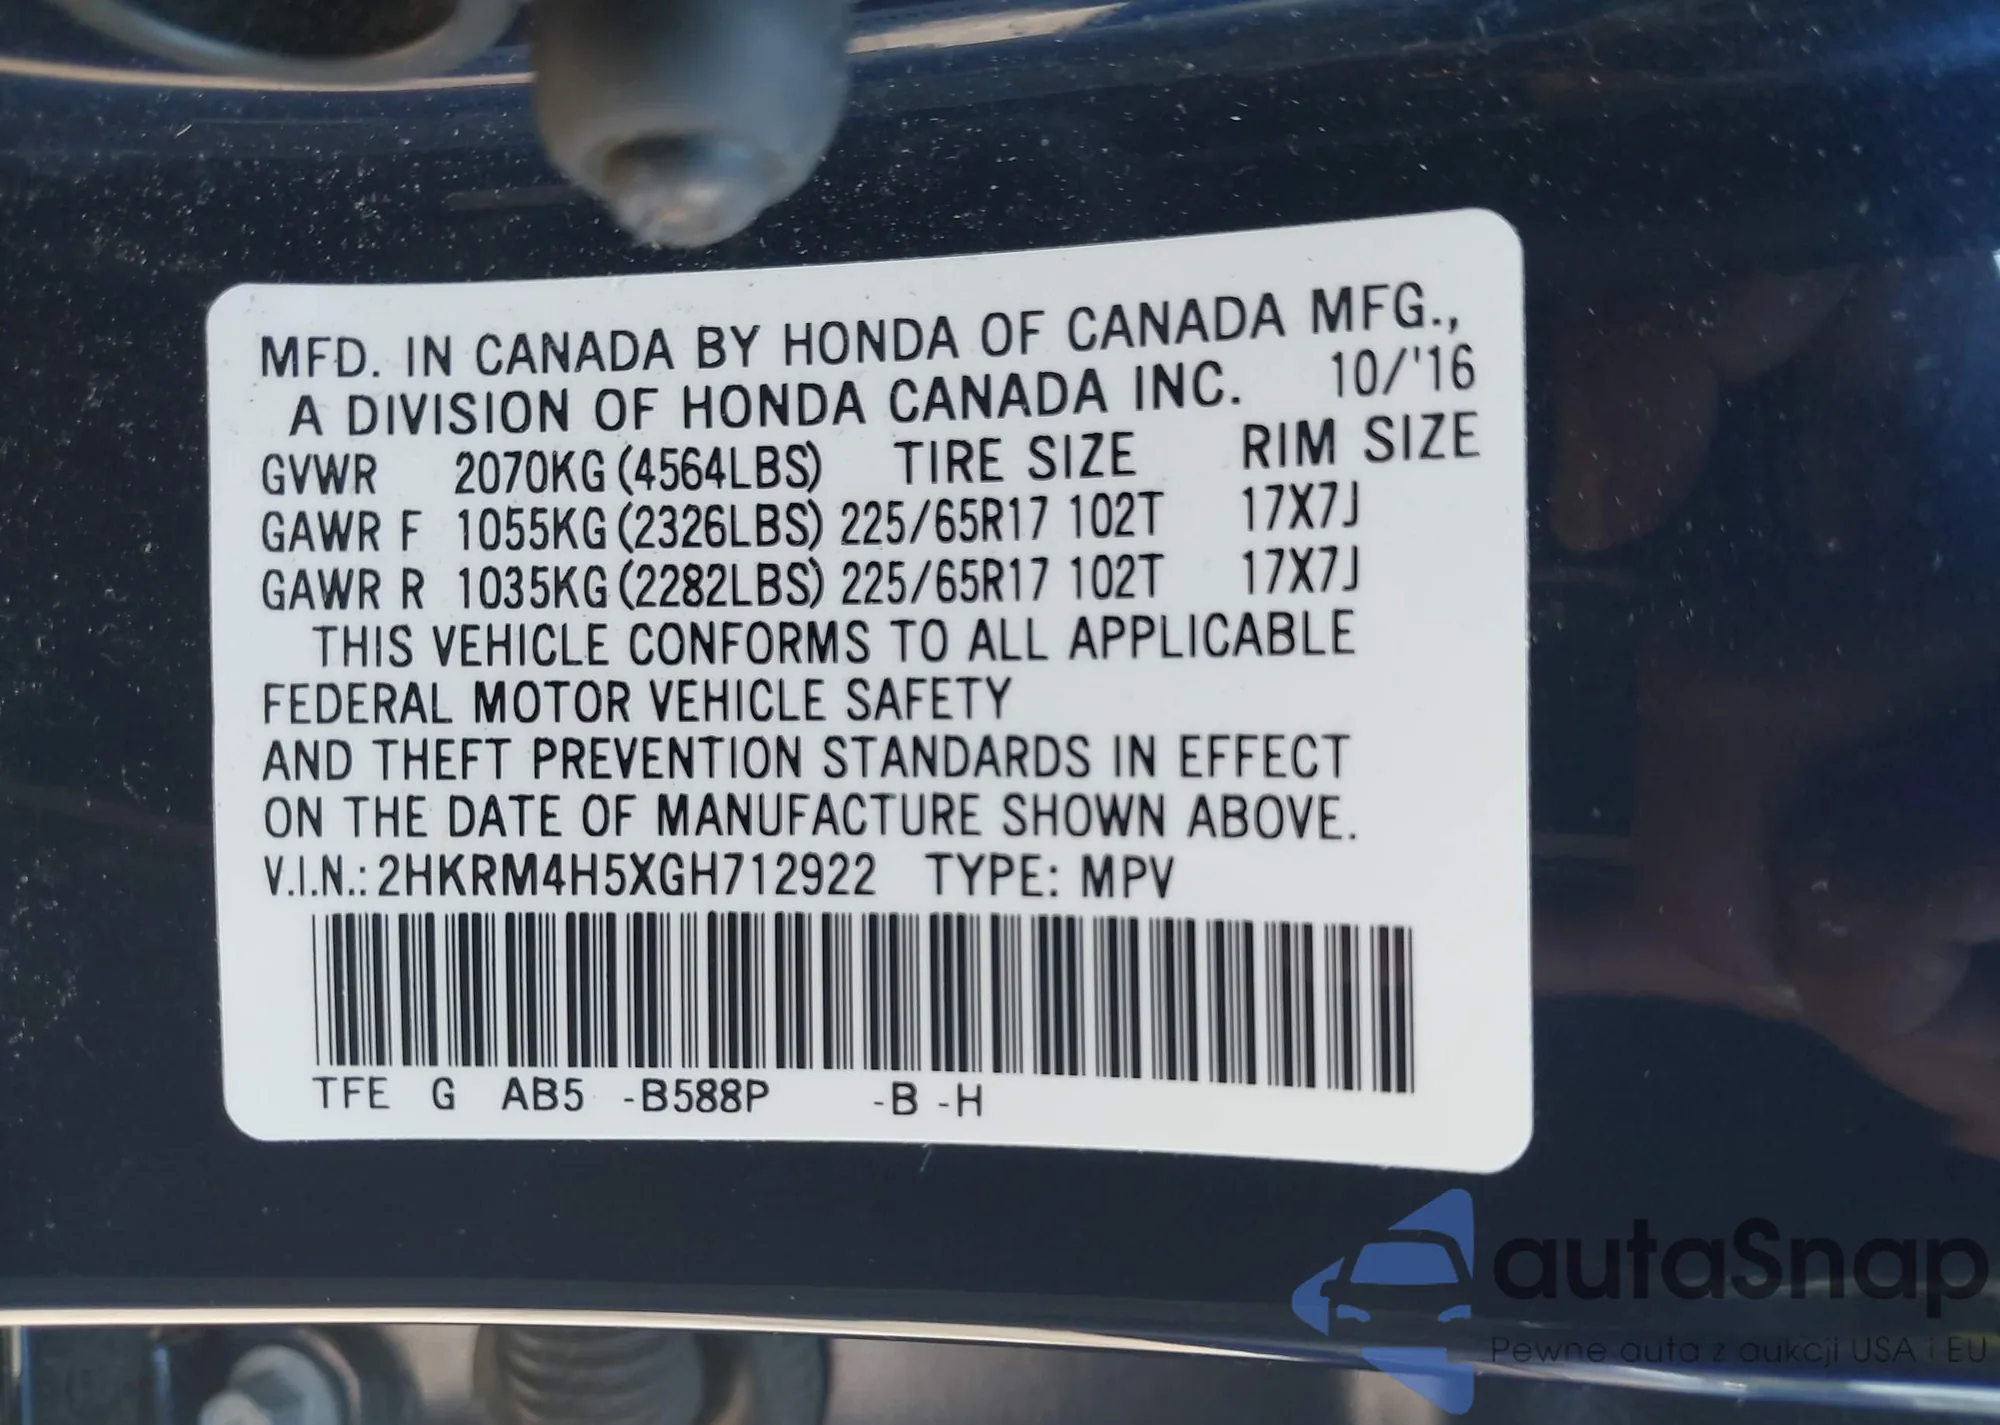 MFD. IN CANADA BY HONDA OF CANADA MFG.,
A DIVISION OF HONDA CANADA INC. 10/'16
GVWR 2070KG (4564LBS) TIRE SIZE RIM SIZE
GAWR F 1055KG (2326LBS) 225/65R17 102T 17X7J
GAWR R 1035KG (2282LBS) 225/65R17 102T 17X7J
THIS VEHICLE CONFORMS TO ALL APPLICABLE
FEDERAL MOTOR VEHICLE SAFETY
AND THEFT PREVENTION STANDARDS IN EFFECT
ON THE DATE OF MANUFACTURE SHOWN ABOVE.
V.I.N.: 2HKRM4H5XGH712922 TYPE: MPV
TFE G AB5 -B588P -B -H
autaSnap
Pewne auta z aukcji USA i EU